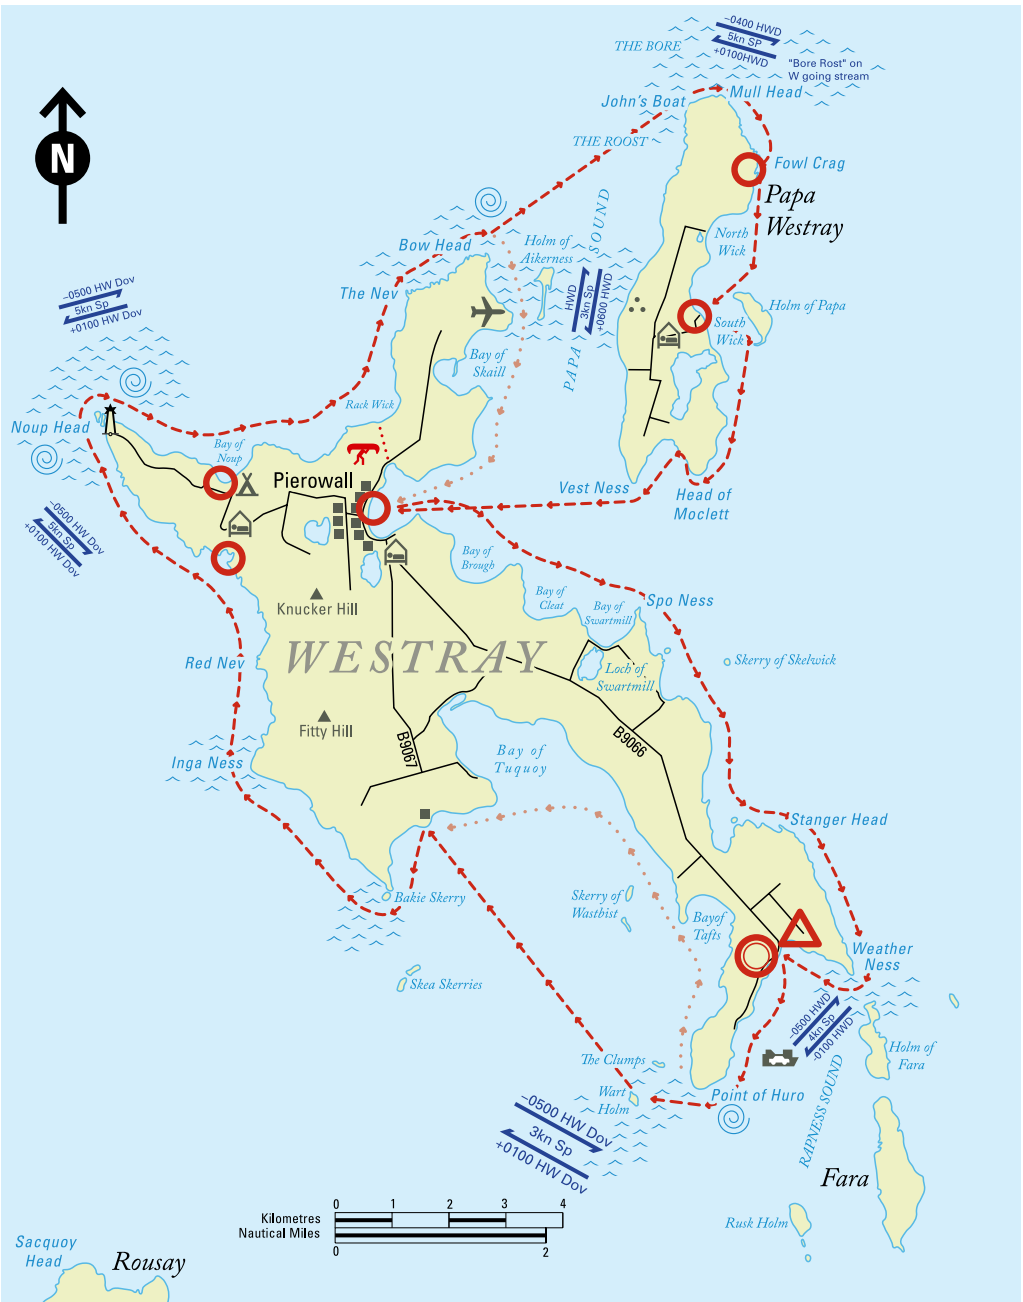 –0400 HWD
5kn SP
+0100HWD
THE BORE
"Bore Rost" on
W going stream
John's Boat
Mull Head
THE ROOST
Fowl Crag
N
Papa
Westray
PAPA SOUND
North
Wick
Bow Head
Holm of
Aikerness
HWD
3kn SP
+0600 HWD
–0500 HW Dov
5kn Sp
+0100 HW Dov
The Nev
Holm of Papa
South
Wick
Bay of
Skaill
Rack Wick
Noup Head
Bay of
Noup
Pierowall
Vest Ness
Head of
Moclett
–0500 HW Dov
5kn Sp
+0100 HW Dov
Bay of
Brough
Bay of
Cleat
Bay of
Swartmill
Spo Ness
Knucker Hill
WESTRAY
Red Nev
Loch of
Swartmill
Skerry of Skelwick
Fitty Hill
B9067
B9066
Inga Ness
Bay of
Tuquoy
Stanger Head
Bakie Skerry
Skerry of
Wastbist
Bay of
Tafts
Weather
Ness
Skea Skerries
–0500 HWD
4kn Sp
-0100 HWD
Holm of
Fara
The Clumps
Wart
Holm
Point of Huro
RAPNESS SOUND
–0500 HW Dov
3kn Sp
+0100 HW Dov
Fara
Rusk Holm
0 1 2 3 4
Kilometres
Nautical Miles
0 2
Sacquoy
Head
Rousay